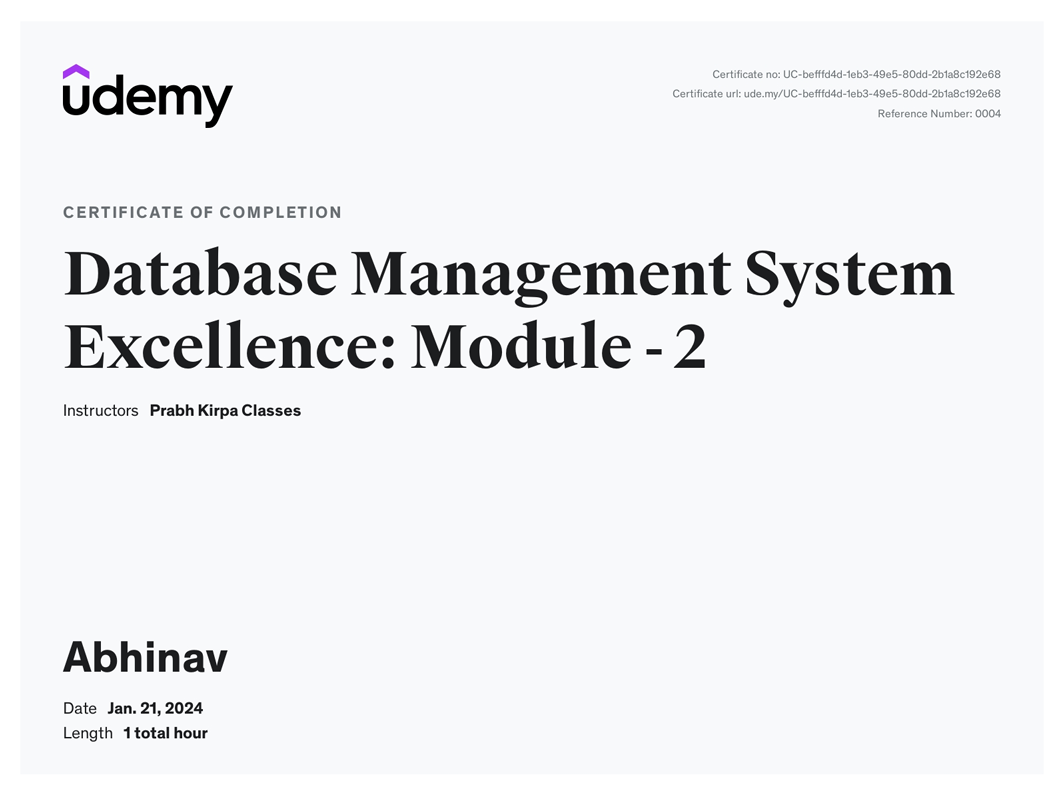 udemy
Certificate no: UC-befffd4d-1eb3-49e5-80dd-2b1a8c192e68
Certificate url: ude.my/UC-befffd4d-1eb3-49e5-80dd-2b1a8c192e68
Reference Number: 0004
CERTIFICATE OF COMPLETION
Database Management System
Excellence: Module - 2
Instructors Prabh Kirpa Classes
Abhinav
Date Jan. 21, 2024
Length 1 total hour